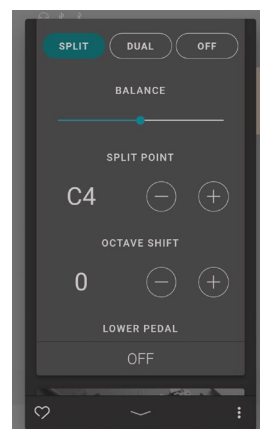 SPLIT DUAL OFF
BALANCE
SPLIT POINT
C4
OCTAVE SHIFT
0
LOWER PEDAL
OFF